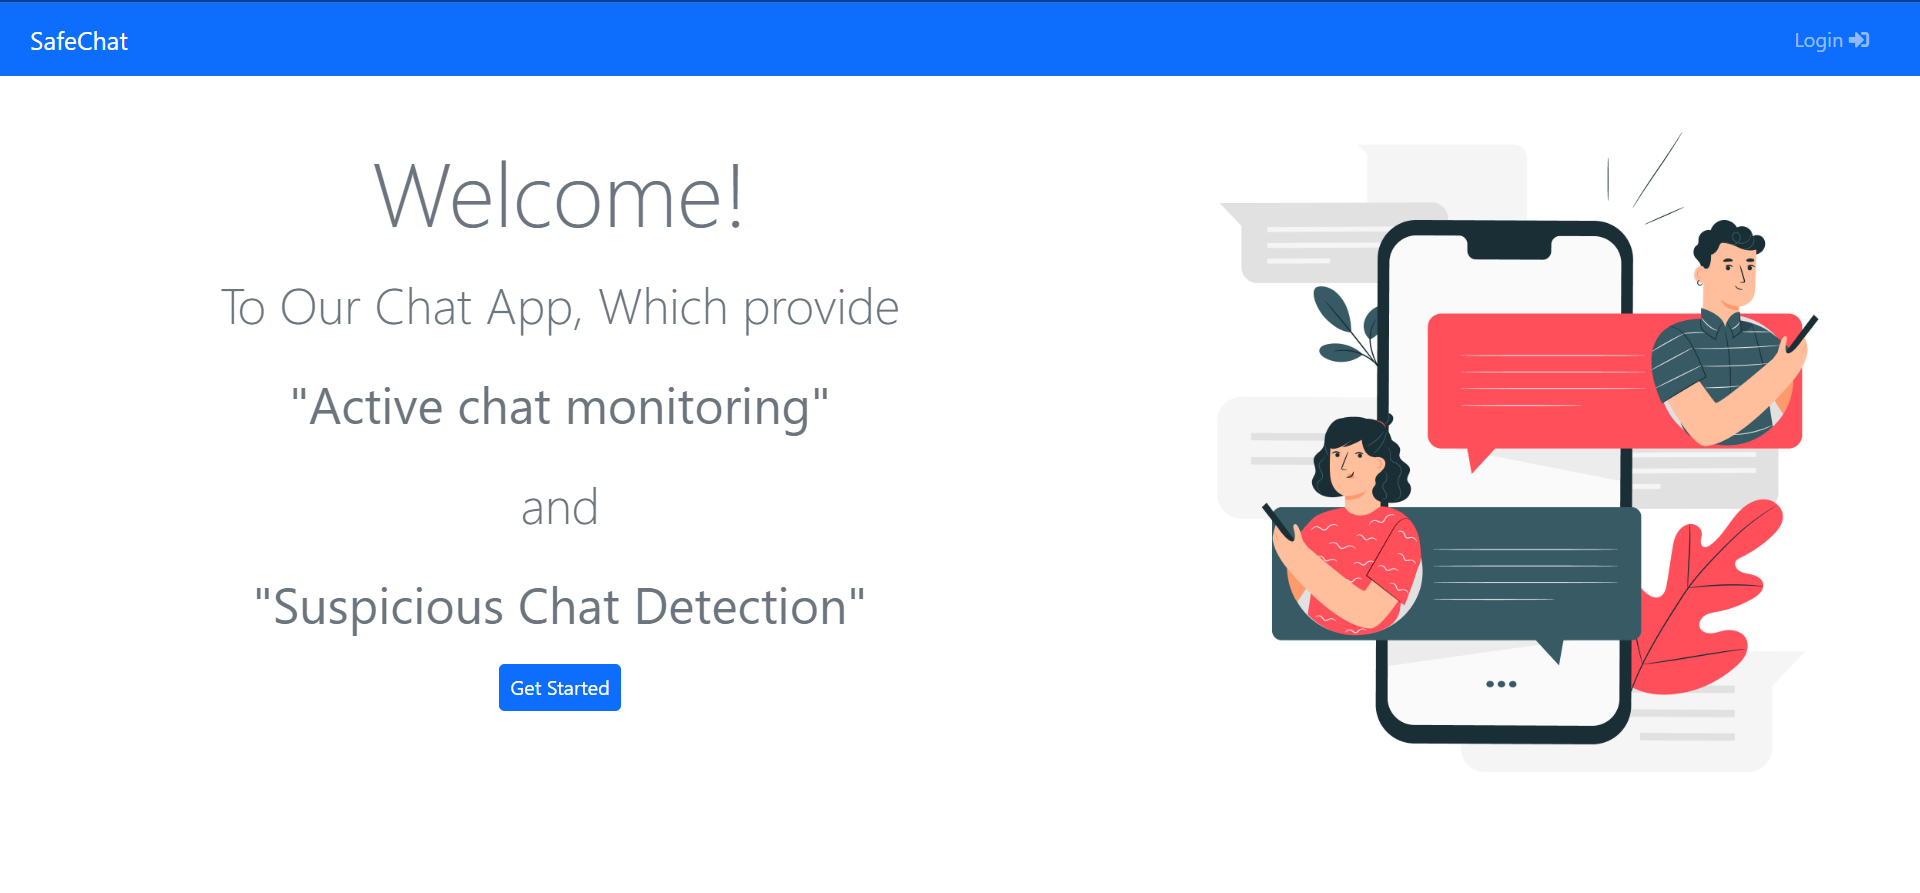 SafeChat
Login
Welcome!
To Our Chat App, Which provide
"Active chat monitoring"
and
"Suspicious Chat Detection"
Get Started